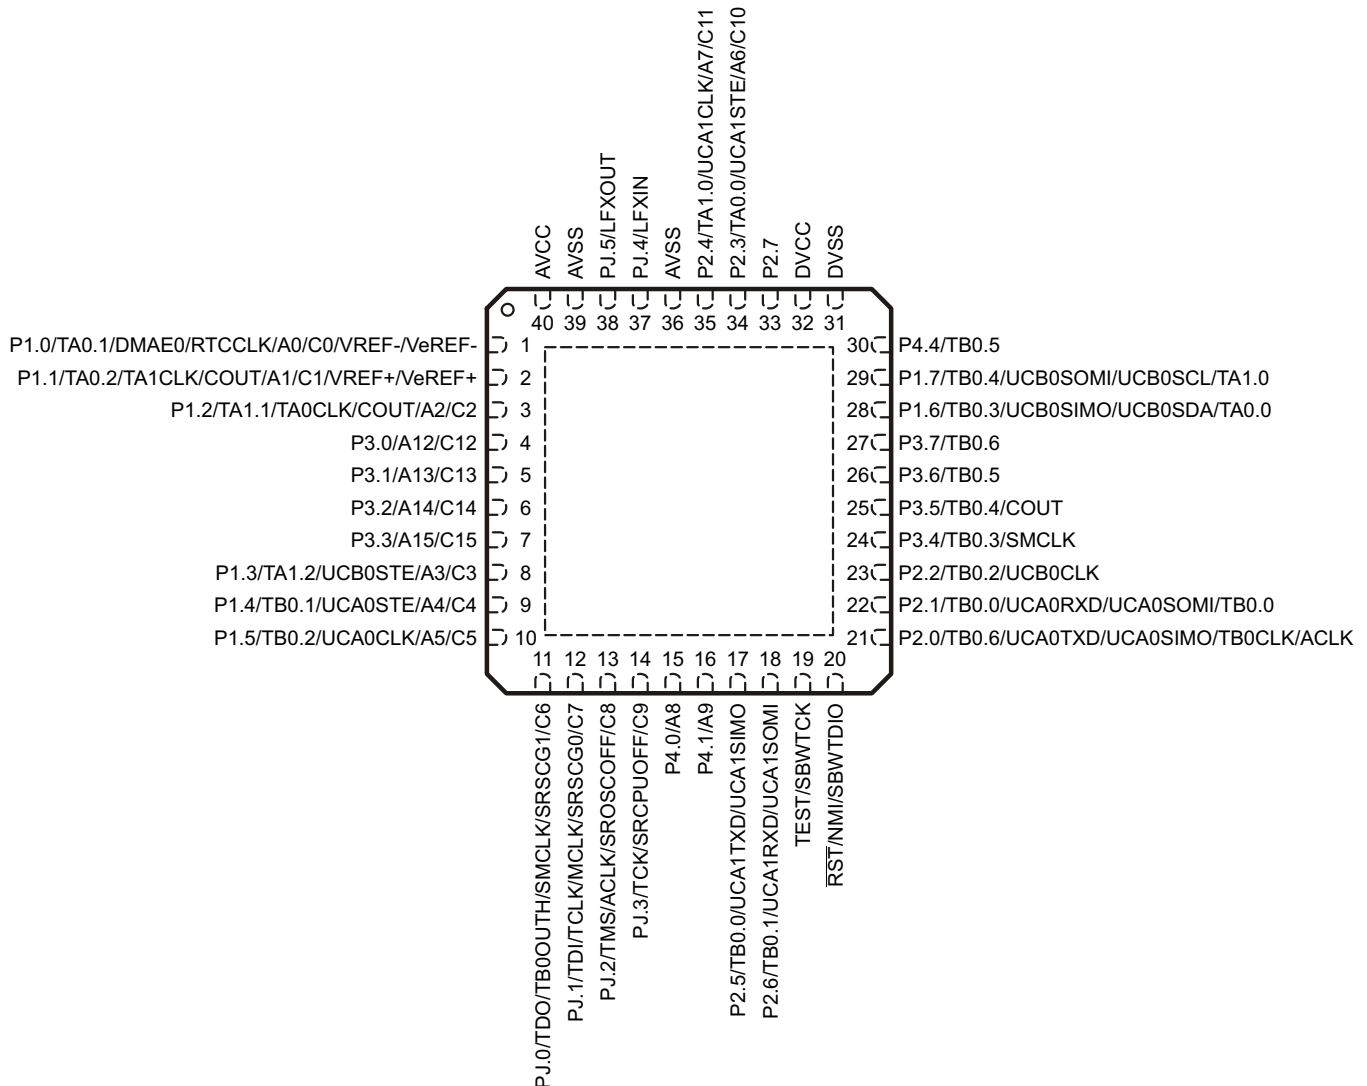 P2.4/TA1.0/UCA1CLK/A7/C11
P2.3/TA0.0/UCA1STE/A6/C10
AVCC
AVSS
PJ.5/LFXOUT
PJ.4/LFXIN
AVSS
P2.7
DVCC
DVSS
40 39 38 37 36 35 34 33 32 31
P1.0/TA0.1/DMAE0/RTCCLK/A0/C0/VREF-/VeREF- 1
P1.1/TA0.2/TA1CLK/COUT/A1/C1/VREF+/VeREF+ 2
P1.2/TA1.1/TA0CLK/COUT/A2/C2 3
P3.0/A12/C12 4
P3.1/A13/C13 5
P3.2/A14/C14 6
P3.3/A15/C15 7
P1.3/TA1.2/UCB0STE/A3/C3 8
P1.4/TB0.1/UCA0STE/A4/C4 9
P1.5/TB0.2/UCA0CLK/A5/C5 10
30 P4.4/TB0.5
29 P1.7/TB0.4/UCB0SOMI/UCB0SCL/TA1.0
28 P1.6/TB0.3/UCB0SIMO/UCB0SDA/TA0.0
27 P3.7/TB0.6
26 P3.6/TB0.5
25 P3.5/TB0.4/COUT
24 P3.4/TB0.3/SMCLK
23 P2.2/TB0.2/UCB0CLK
22 P2.1/TB0.0/UCA0RXD/UCA0SOMI/TB0.0
21 P2.0/TB0.6/UCA0TXD/UCA0SIMO/TB0CLK/ACLK
11 12 13 14 15 16 17 18 19 20
PJ.0/TDO/TB0OUTH/SMCLK/SRSCG1/C6
PJ.1/TDI/TCLK/MCLK/SRSCG0/C7
PJ.2/TMS/ACLK/SROSCOFF/C8
PJ.3/TCK/SRCPUOFF/C9
P4.0/A8
P4.1/A9
P2.5/TB0.0/UCA1TXD/UCA1SIMO
P2.6/TB0.1/UCA1RXD/UCA1SOMI
TEST/SBWTCK
RST/NMI/SBWTDIO